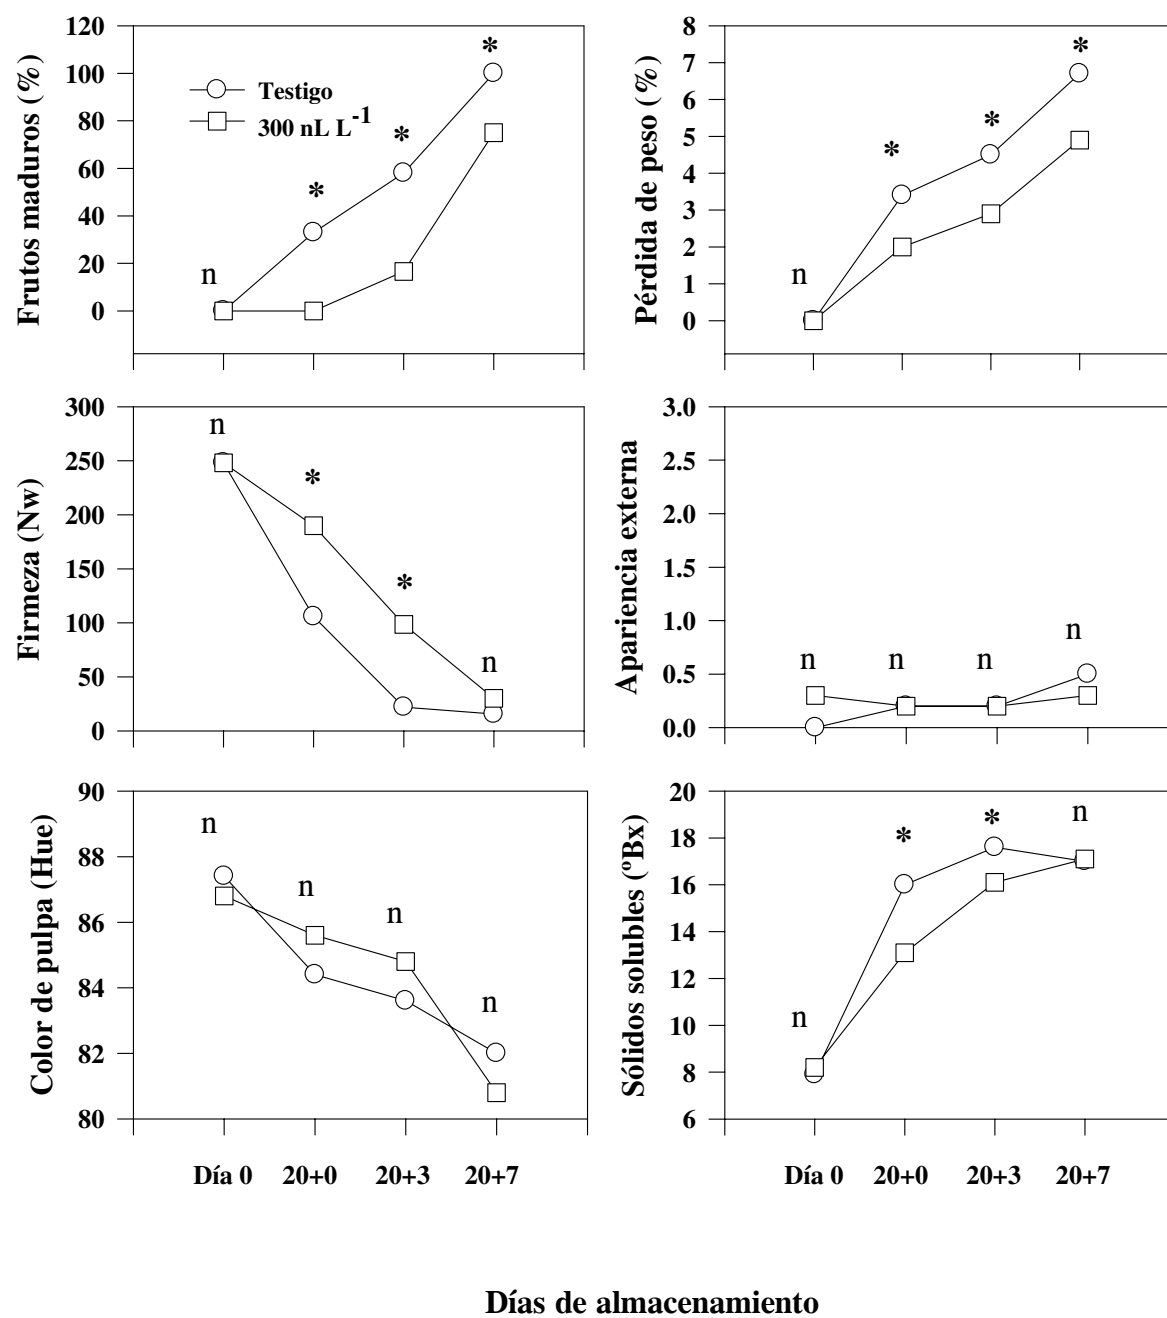 Frutos maduros (%)
120
100
80
60
40
20
0
Testigo
300 nL L-1
n
*
*
*
Pérdida de peso (%)
8
7
6
5
4
3
2
1
0
n
*
*
*
Firmeza (Nw)
300
250
200
150
100
50
0
n
*
*
n
Apariencia externa
3.0
2.5
2.0
1.5
1.0
0.5
0.0
n
n
n
n
Color de pulpa (Hue)
90
88
86
84
82
80
n
n
n
n
Día 0 20+0 20+3 20+7
Sólidos solubles (ºBx)
20
18
16
14
12
10
8
6
n
*
*
n
Día 0 20+0 20+3 20+7
Días de almacenamiento